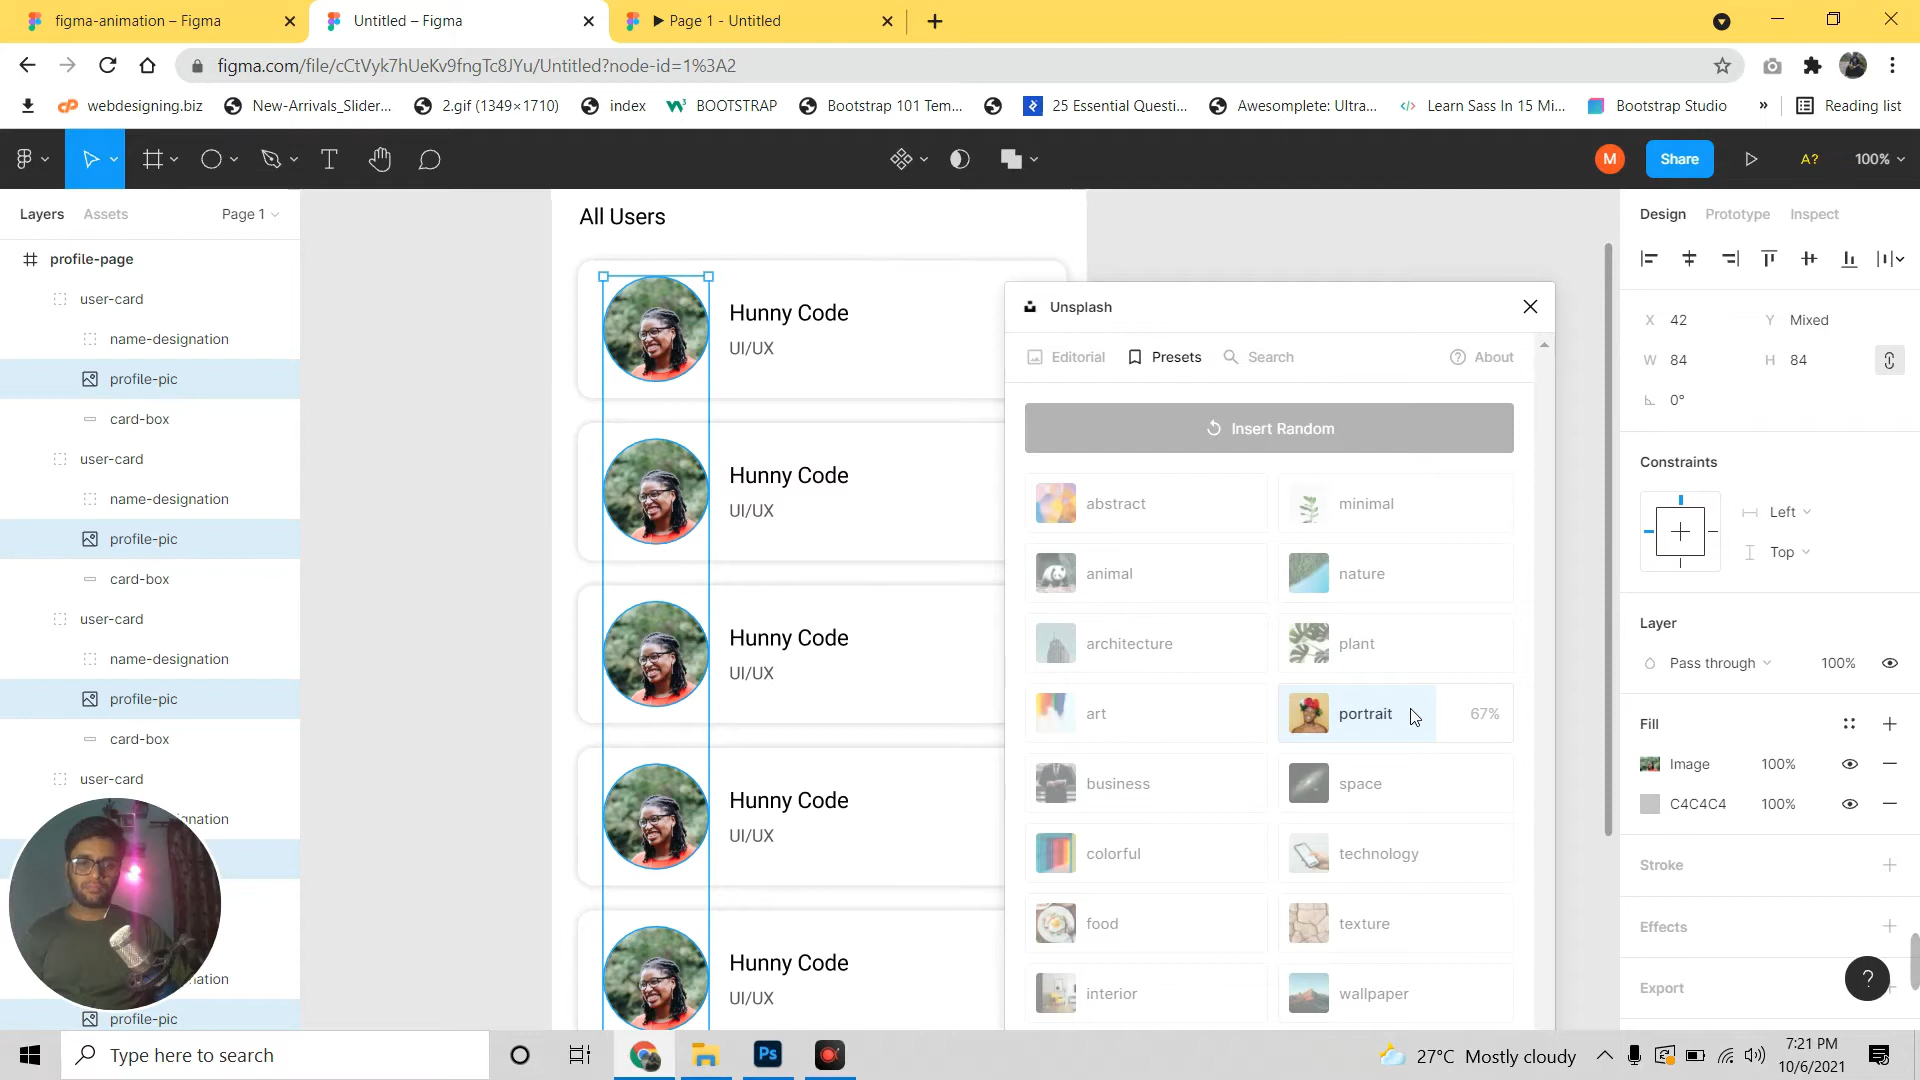 figma-animation – Figma
Untitled – Figma
Page 1 - Untitled
figma.com/file/cCtVyk7hUeKv9fngTc8JYu/Untitled?node-id=1%3A2
webdesigning.biz
New-Arrivals_Slider...
2.gif (1349×1710)
index
BOOTSTRAP
Bootstrap 101 Tem...
25 Essential Questi...
Awesomplete: Ultra...
Learn Sass In 15 Mi...
Bootstrap Studio
»
Reading list
M
Share
A?
100%
Layers
Assets
Page 1
profile-page
user-card
name-designation
profile-pic
card-box
user-card
name-designation
profile-pic
card-box
user-card
name-designation
profile-pic
card-box
user-card
gnation
nation
profile-pic
All Users
Hunny Code
UI/UX
Hunny Code
UI/UX
Hunny Code
UI/UX
Hunny Code
UI/UX
Hunny Code
UI/UX
Unsplash
Editorial
Presets
Search
About
Insert Random
abstract
minimal
animal
nature
architecture
plant
art
portrait
67%
business
space
colorful
technology
food
texture
interior
wallpaper
Design
Prototype
Inspect
X 42
Y Mixed
W 84
H 84
0°
Constraints
Left
Top
Layer
Pass through
100%
Fill
Image 100%
C4C4C4 100%
Stroke
Effects
Export
?
Type here to search
Ps
27°C Mostly cloudy
7:21 PM
10/6/2021